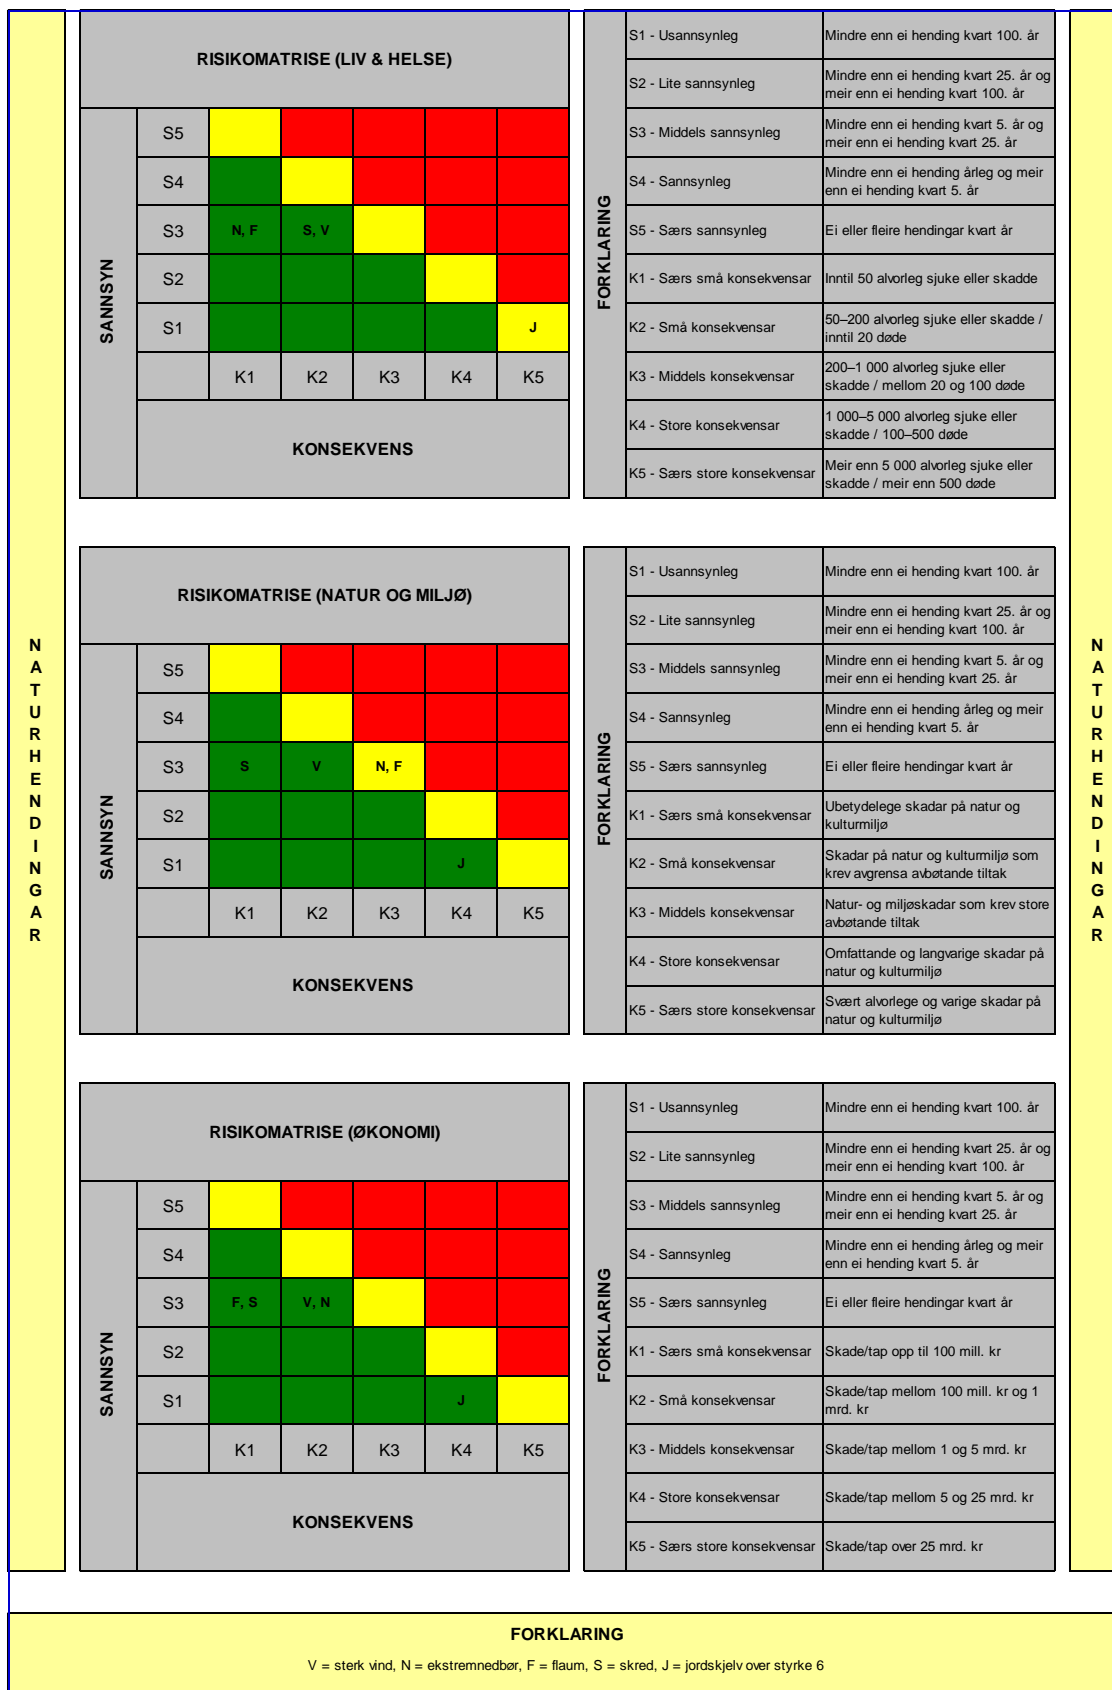 NATURHENDINGAR
RISIKOMATRISE (LIV & HELSE)
SANNSYN
S5
S4
S3 N, F S, V
S2
S1 J
K1 K2 K3 K4 K5
KONSEKVENS
FORKLARING
S1 - Usannsynleg Mindre enn ei hending kvart 100. år
S2 - Lite sannsynleg Mindre enn ei hending kvart 25. år og
meir enn ei hending kvart 100. år
S3 - Middels sannsynleg Mindre enn ei hending kvart 5. år og
meir enn ei hending kvart 25. år
S4 - Sannsynleg Mindre enn ei hending årleg og meir
enn ei hending kvart 5. år
S5 - Særs sannsynleg Ei eller fleire hendingar kvart år
K1 - Særs små konsekvensar Inntil 50 alvorleg sjuke eller skadde
K2 - Små konsekvensar 50–200 alvorleg sjuke eller skadde /
inntil 20 døde
K3 - Middels konsekvensar 200–1 000 alvorleg sjuke eller
skadde / mellom 20 og 100 døde
K4 - Store konsekvensar 1 000–5 000 alvorleg sjuke eller
skadde / 100–500 døde
K5 - Særs store konsekvensar Meir enn 5 000 alvorleg sjuke eller
skadde / meir enn 500 døde
RISIKOMATRISE (NATUR OG MILJØ)
SANNSYN
S5
S4
S3 S V N, F
S2
S1 J
K1 K2 K3 K4 K5
KONSEKVENS
FORKLARING
S1 - Usannsynleg Mindre enn ei hending kvart 100. år
S2 - Lite sannsynleg Mindre enn ei hending kvart 25. år og
meir enn ei hending kvart 100. år
S3 - Middels sannsynleg Mindre enn ei hending kvart 5. år og
meir enn ei hending kvart 25. år
S4 - Sannsynleg Mindre enn ei hending årleg og meir
enn ei hending kvart 5. år
S5 - Særs sannsynleg Ei eller fleire hendingar kvart år
K1 - Særs små konsekvensar Ubetydelege skadar på natur og
kulturmiljø
K2 - Små konsekvensar Skadar på natur og kulturmiljø som
krev avgrensa avbøtande tiltak
K3 - Middels konsekvensar Natur- og miljøskadar som krev store
avbøtande tiltak
K4 - Store konsekvensar Omfattande og langvarige skadar på
natur og kulturmiljø
K5 - Særs store konsekvensar Svært alvorlege og varige skadar på
natur og kulturmiljø
RISIKOMATRISE (ØKONOMI)
SANNSYN
S5
S4
S3 F, S V, N
S2
S1 J
K1 K2 K3 K4 K5
KONSEKVENS
FORKLARING
S1 - Usannsynleg Mindre enn ei hending kvart 100. år
S2 - Lite sannsynleg Mindre enn ei hending kvart 25. år og
meir enn ei hending kvart 100. år
S3 - Middels sannsynleg Mindre enn ei hending kvart 5. år og
meir enn ei hending kvart 25. år
S4 - Sannsynleg Mindre enn ei hending årleg og meir
enn ei hending kvart 5. år
S5 - Særs sannsynleg Ei eller fleire hendingar kvart år
K1 - Særs små konsekvensar Skade/tap opp til 100 mill. kr
K2 - Små konsekvensar Skade/tap mellom 100 mill. kr og 1
mrd. kr
K3 - Middels konsekvensar Skade/tap mellom 1 og 5 mrd. kr
K4 - Store konsekvensar Skade/tap mellom 5 og 25 mrd. kr
K5 - Særs store konsekvensar Skade/tap over 25 mrd. kr
NATURHENDINGAR
FORKLARING
V = sterk vind, N = ekstremnedbør, F = flaum, S = skred, J = jordskjelv over styrke 6